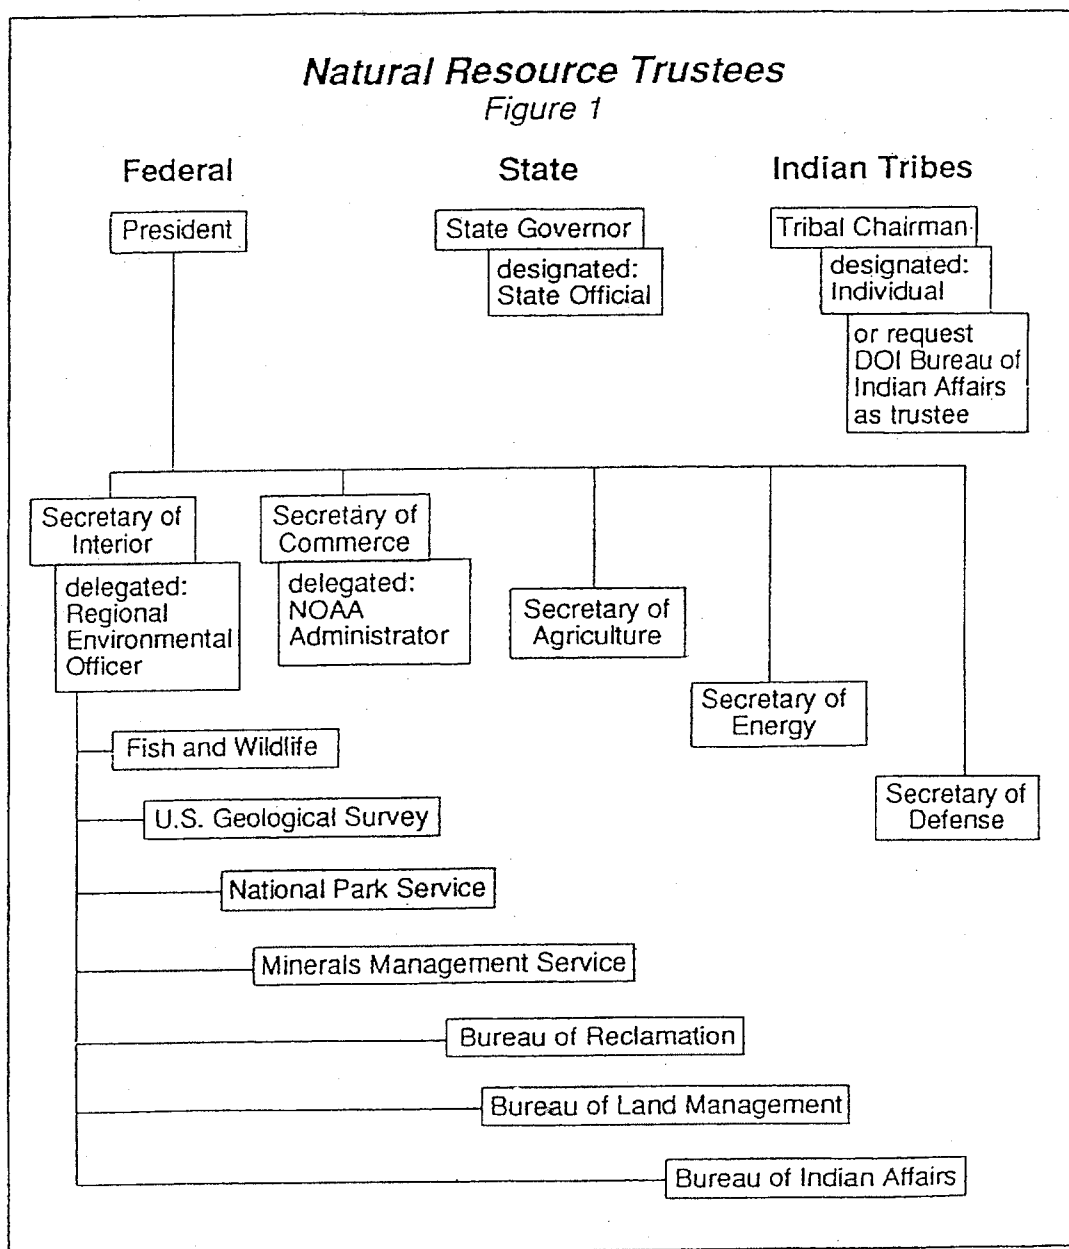 Natural Resource Trustees
Figure 1
Federal
State
Indian Tribes
President
State Governor
designated:
State Official
Tribal Chairman
designated:
Individual
or request
DOI Bureau of
Indian Affairs
as trustee
Secretary of
Interior
delegated:
Regional
Environmental
Officer
Secretary of
Commerce
delegated:
NOAA
Administrator
Secretary of
Agriculture
Secretary of
Energy
Secretary of
Defense
Fish and Wildlife
U.S. Geological Survey
National Park Service
Minerals Management Service
Bureau of Reclamation
Bureau of Land Management
Bureau of Indian Affairs